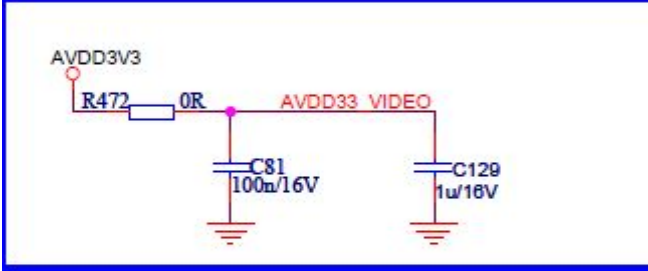 AVDD3V3
R472 0R AVDD33_VIDEO
C81
100n/16V
C129
1u/16V